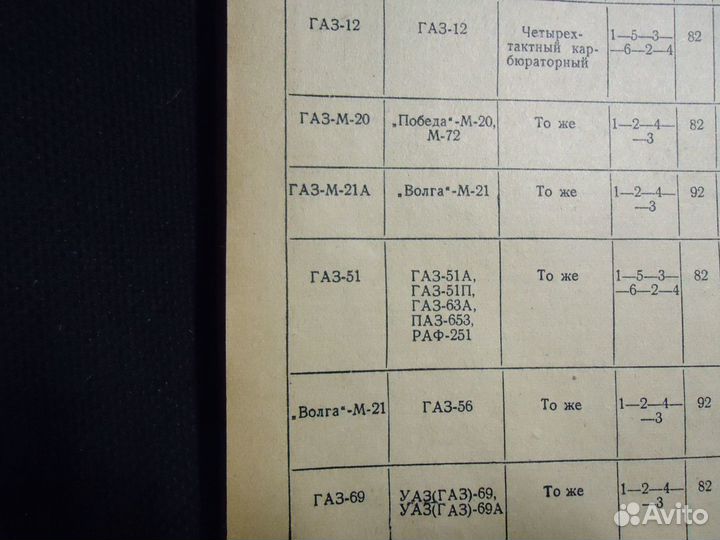 ГАЗ-12 ГАЗ-12 Четырех- 1—5—3— 82
тактный кар- —6—2—4
бюраторный
ГАЗ-М-20 „Победа“-М-20, То же 1—2—4— 82
М-72 —3
ГАЗ-М-21А „Волга“-М-21 То же 1—2—4— 92
—3
ГАЗ-51 ГАЗ-51А, То же 1—5—3— 82
ГАЗ-51П, —6—2—4
ГАЗ-63А,
ПАЗ-653,
РАФ-251
„Волга“-М-21 ГАЗ-56 То же 1—2—4— 92
—3
ГАЗ-69 УАЗ(ГАЗ)-69, То же 1—2—4— 82
УАЗ(ГАЗ)-69А —3
Avito